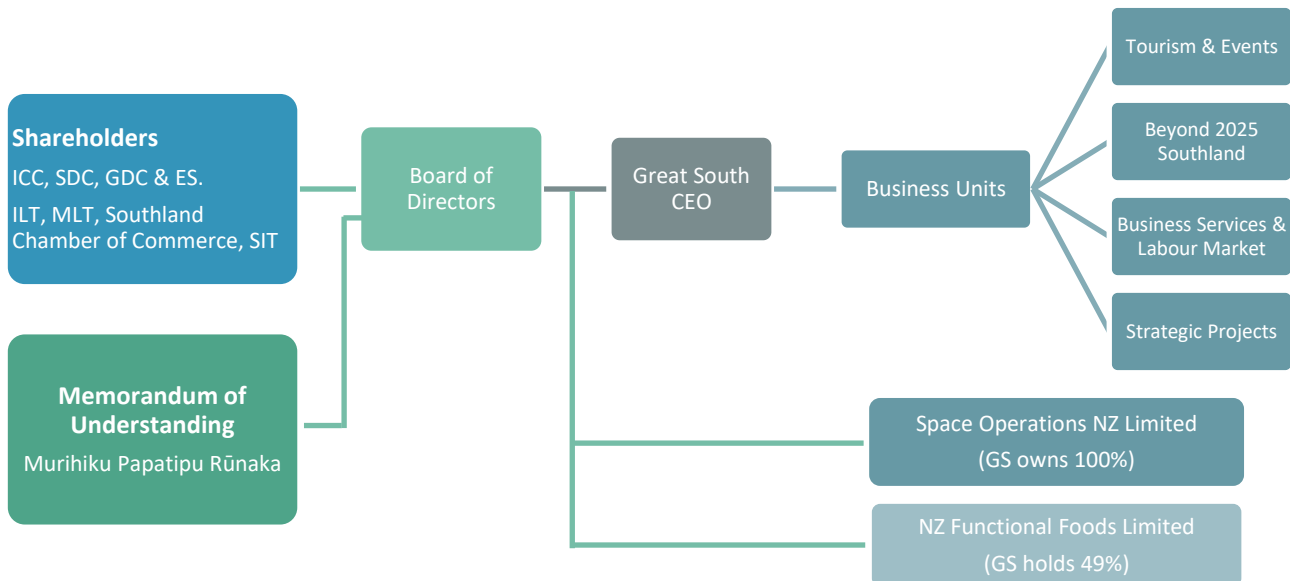 Shareholders
ICC, SDC, GDC & ES.
ILT, MLT, Southland
Chamber of Commerce, SIT
Memorandum of
Understanding
Murihiku Papatipu Rūnaka
Board of
Directors
Great South
CEO
Business Units
Tourism & Events
Beyond 2025
Southland
Business Services &
Labour Market
Strategic Projects
Space Operations NZ Limited
(GS owns 100%)
NZ Functional Foods Limited
(GS holds 49%)